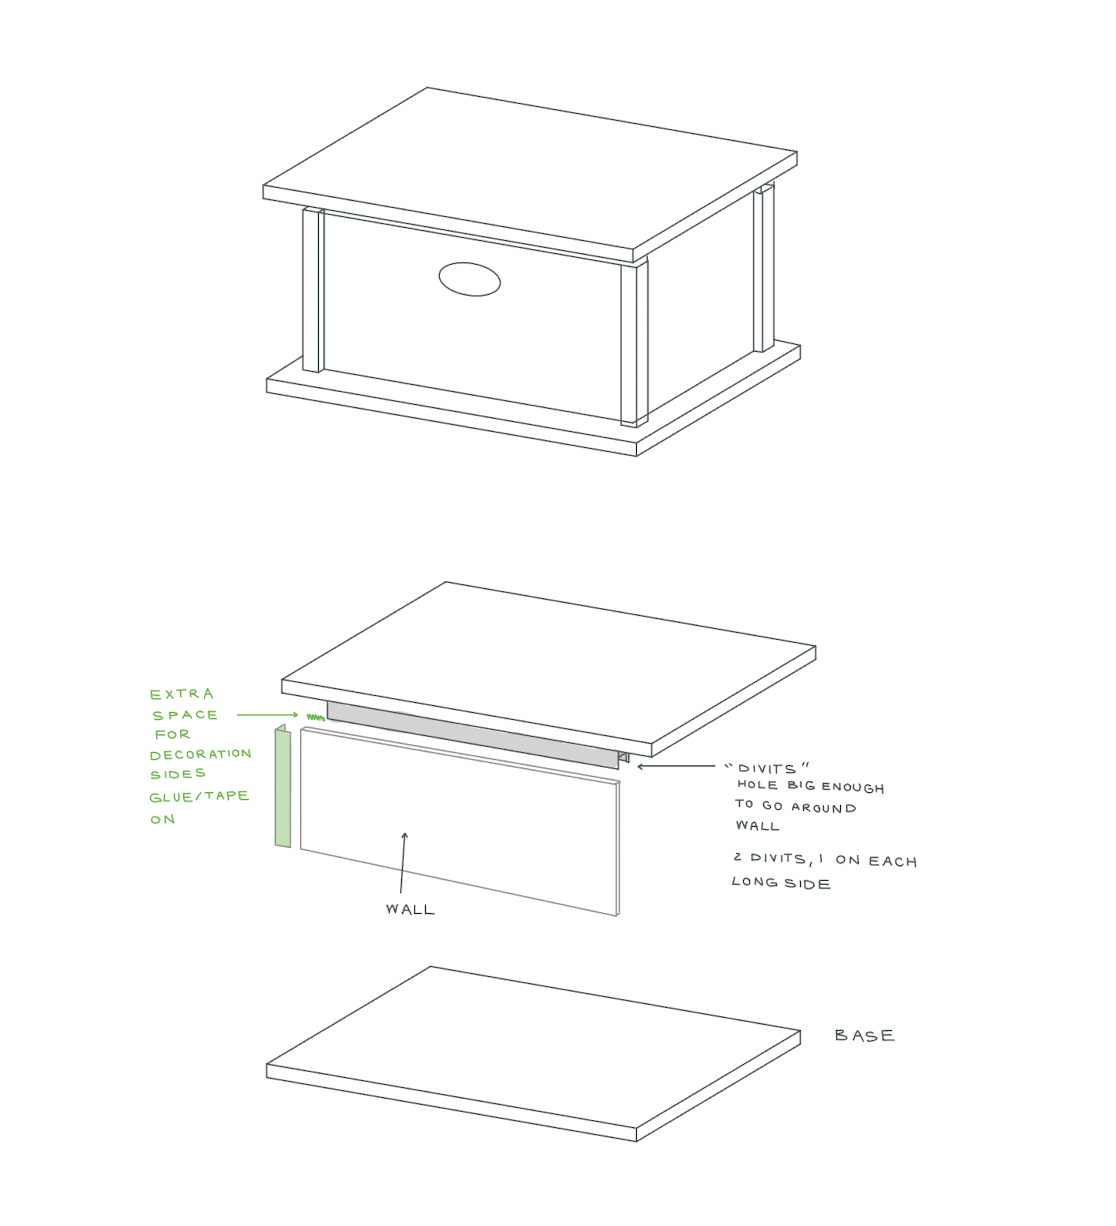 EXTRA
SPACE
FOR
DECORATION
SIDES
GLUE/TAPE
ON
"DIVITS"
HOLE BIG ENOUGH
TO GO AROUND
WALL
2 DIVITS, 1 ON EACH
LONG SIDE
WALL
BASE